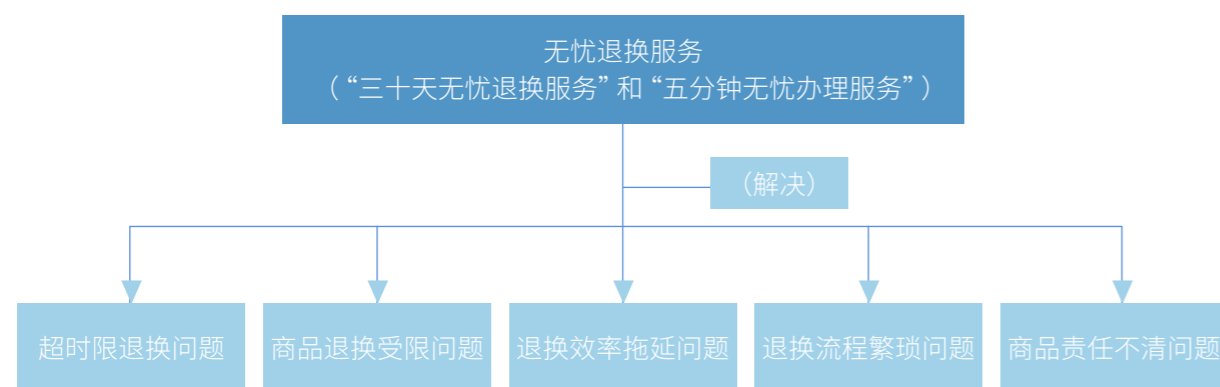 无忧退换服务
（“三十天无忧退换服务”和“五分钟无忧办理服务”）
（解决）
超时限退换问题
商品退换受限问题
退换效率拖延问题
退换流程繁琐问题
商品责任不清问题